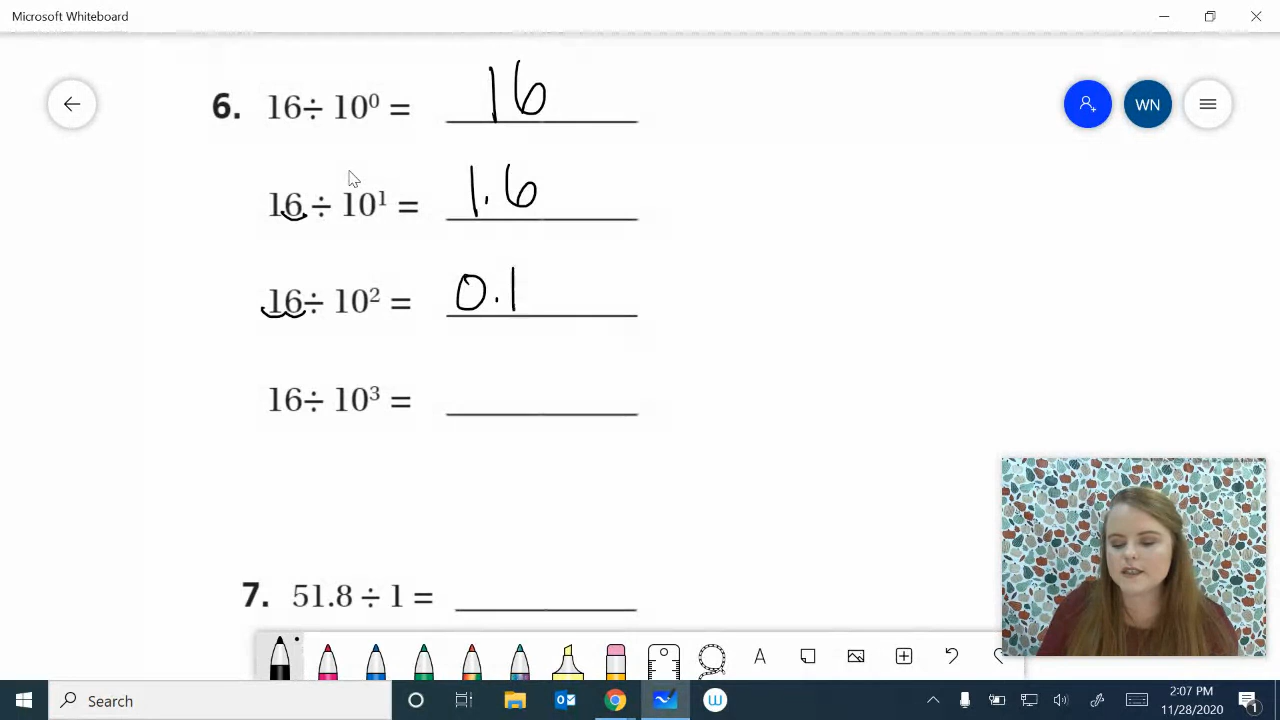 Microsoft Whiteboard
6. 16÷ 10⁰ = 16
WN
16 ÷ 10¹ = 1.6
16÷ 10² = 0.1
16÷ 10³ =
7. 51.8 ÷ 1 =
A
Search
2:07 PM
11/28/2020
1